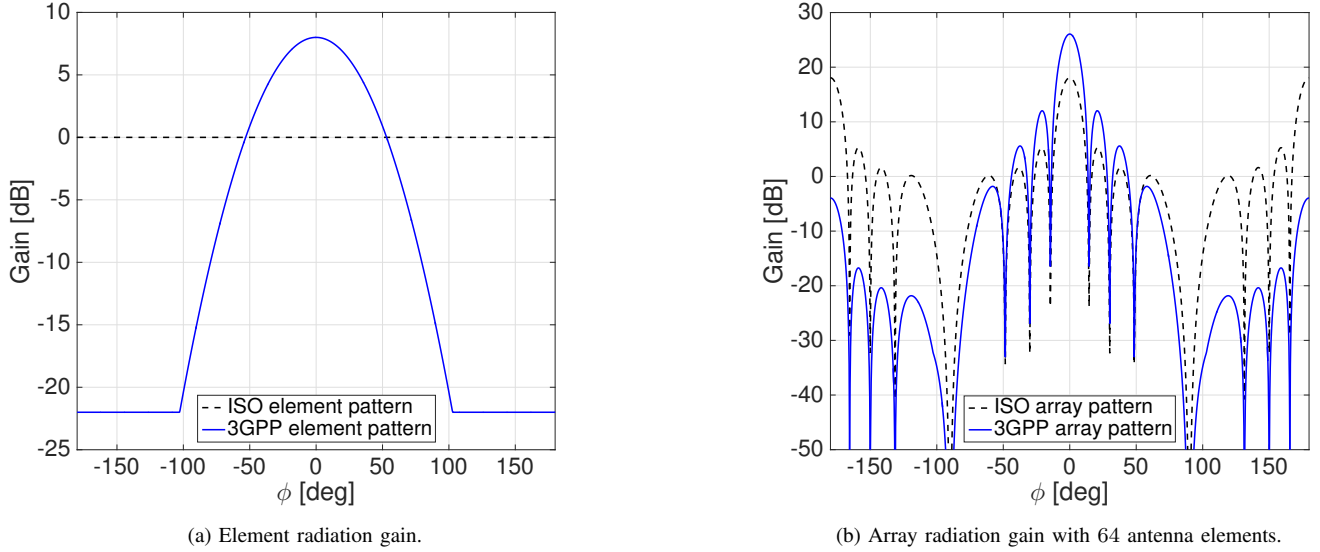 10
5
0
-5
-10
-15
-20
-25
Gain [dB]
-150 -100 -50 0 50 100 150
ϕ [deg]
ISO element pattern
3GPP element pattern
(a) Element radiation gain.
30
20
10
0
-10
-20
-30
-40
-50
Gain [dB]
-150 -100 -50 0 50 100 150
ϕ [deg]
ISO array pattern
3GPP array pattern
(b) Array radiation gain with 64 antenna elements.